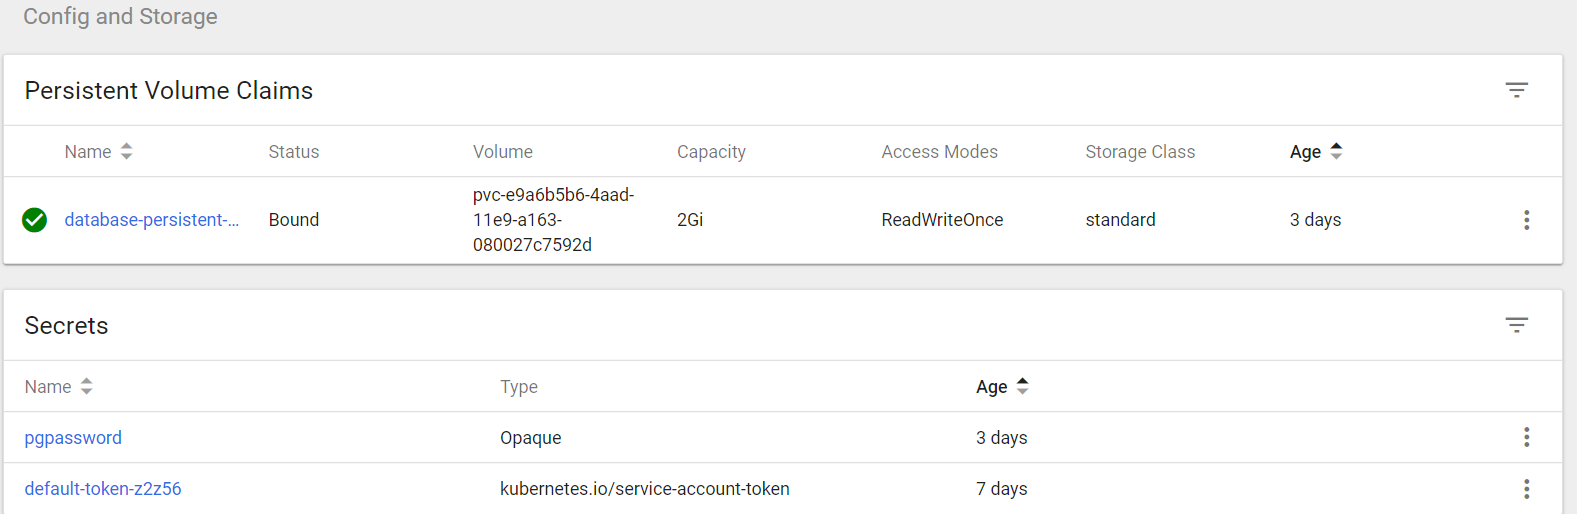 Config and Storage
Persistent Volume Claims
Name Status Volume Capacity Access Modes Storage Class Age
database-persistent-... Bound pvc-e9a6b5b6-4aad-11e9-a163-080027c7592d 2Gi ReadWriteOnce standard 3 days
Secrets
Name Type Age
pgpassword Opaque 3 days
default-token-z2z56 kubernetes.io/service-account-token 7 days